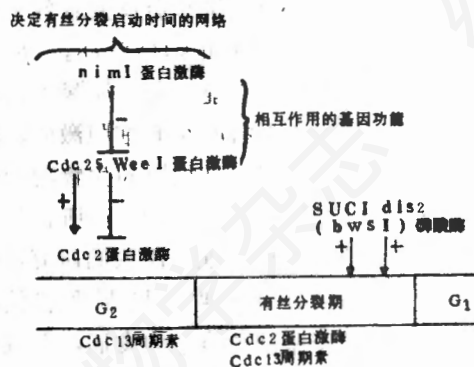 决定有丝分裂启动时间的网络
nimI 蛋白激酶
相互作用的基因功能
Cdc25 WeeI 蛋白激酶
+
Cdc2蛋白激酶
SUCI dis2
(bwsI) 磷酸酶
+ +
G2 有丝分裂期 G1
Cdc13周期素 Cdc2蛋白激酶
Cdc13周期素